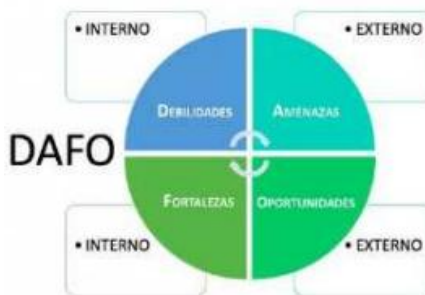 • INTERNO
• EXTERNO
DEBILIDADES
AMENAZAS
DAFO
FORTALEZAS
OPORTUNIDADES
• INTERNO
• EXTERNO